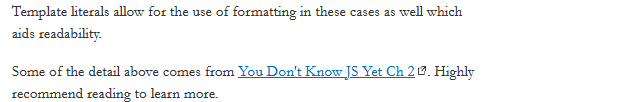 Template literals allow for the use of formatting in these cases as well which
aids readability.
Some of the detail above comes from You Don't Know JS Yet Ch 2. Highly
recommend reading to learn more.